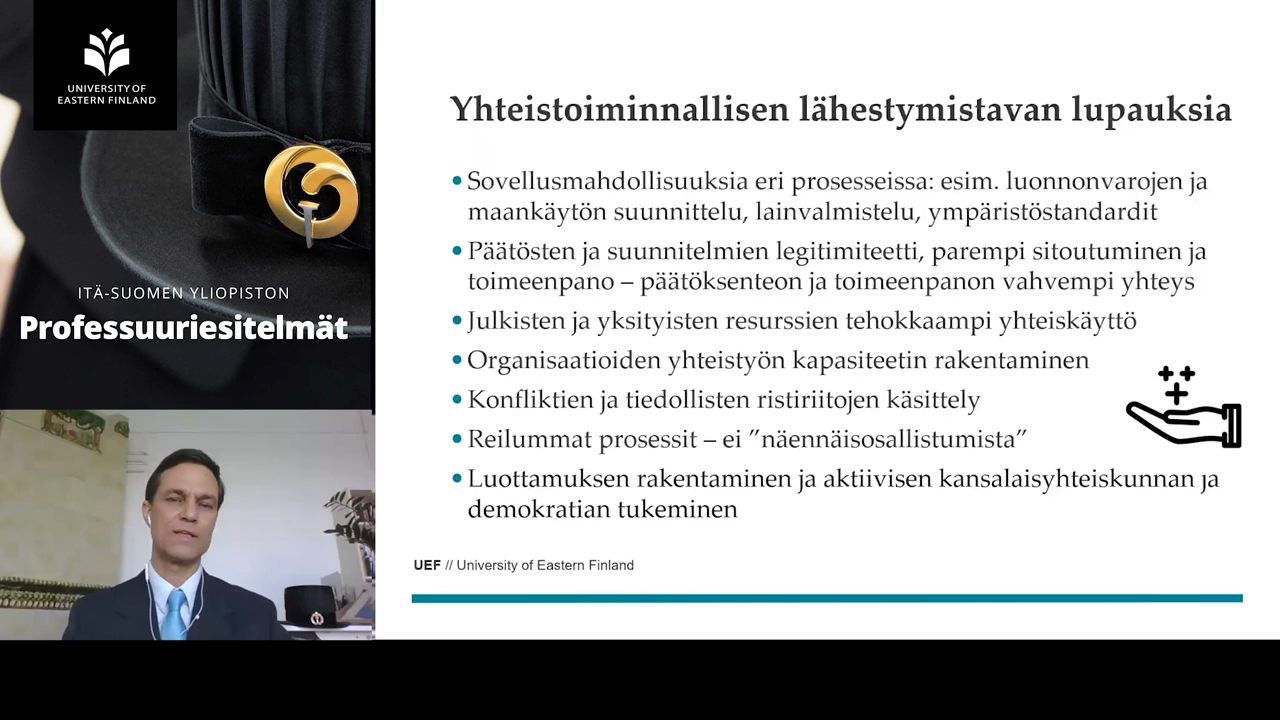 UNIVERSITY OF
EASTERN FINLAND
ITÄ-SUOMEN YLIOPISTON
Professuuriesitelmät
Yhteistoiminnallisen lähestymistavan lupauksia
• Sovellusmahdollisuuksia eri prosesseissa: esim. luonnonvarojen ja
maankäytön suunnittelu, lainvalmistelu, ympäristöstandardit
• Päätösten ja suunnitelmien legitimiteetti, parempi sitoutuminen ja
toimeenpano – päätöksenteon ja toimeenpanon vahvempi yhteys
• Julkisten ja yksityisten resurssien tehokkaampi yhteiskäyttö
• Organisaatioiden yhteistyön kapasiteetin rakentaminen
• Konfliktien ja tiedollisten ristiriitojen käsittely
• Reilummat prosessit – ei ”näennäisosallistumista”
• Luottamuksen rakentaminen ja aktiivisen kansalaisyhteiskunnan ja
demokratian tukeminen
UEF // University of Eastern Finland